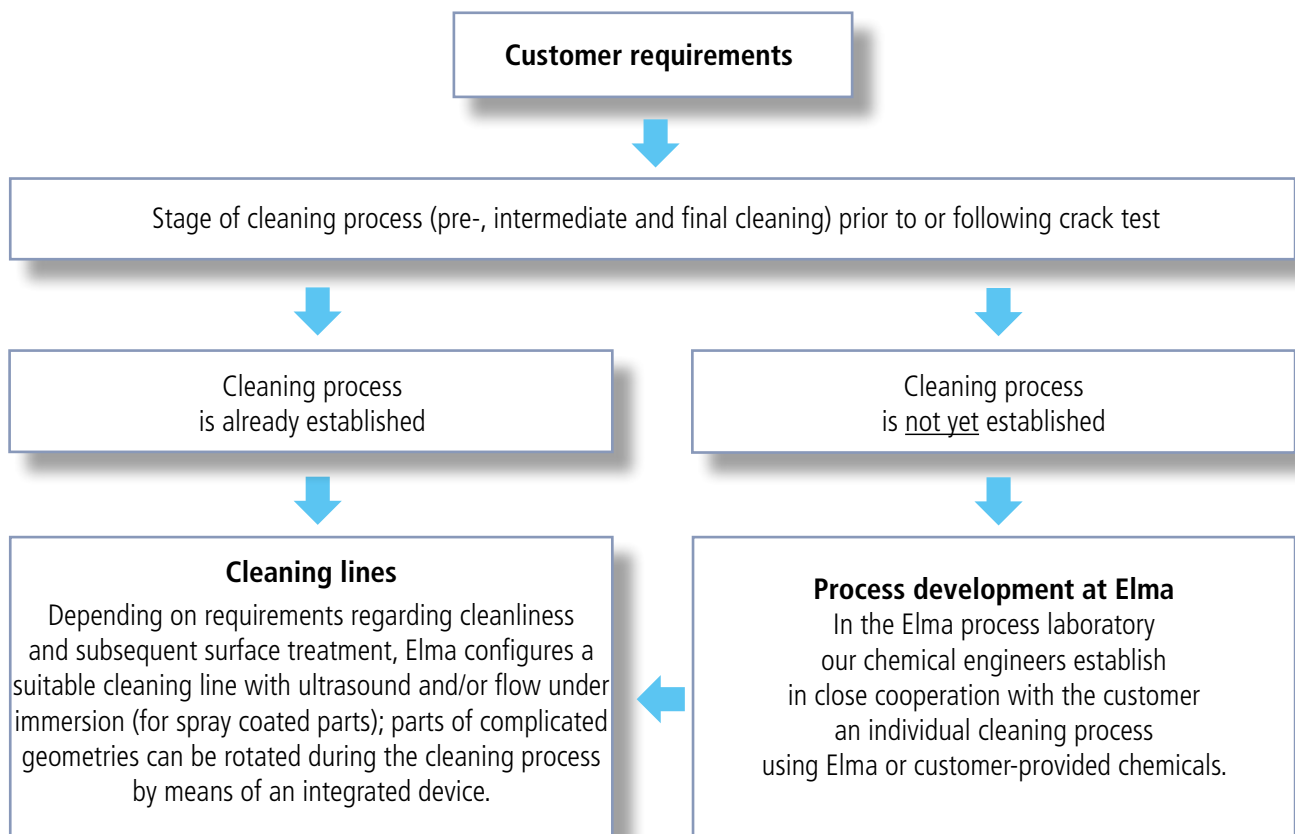 Customer requirements
Stage of cleaning process (pre-, intermediate and final cleaning) prior to or following crack test
Cleaning process
is already established
Cleaning process
is not yet established
Cleaning lines
Depending on requirements regarding cleanliness
and subsequent surface treatment, Elma configures a
suitable cleaning line with ultrasound and/or flow under
immersion (for spray coated parts); parts of complicated
geometries can be rotated during the cleaning process
by means of an integrated device.
Process development at Elma
In the Elma process laboratory
our chemical engineers establish
in close cooperation with the customer
an individual cleaning process
using Elma or customer-provided chemicals.